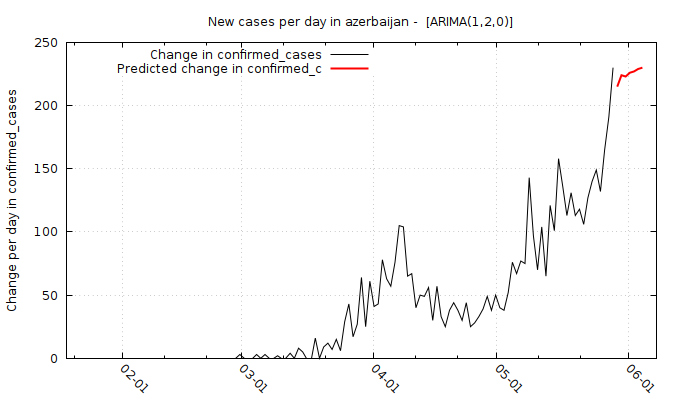 New cases per day in azerbaijan -  [ARIMA(1,2,0)]
Change in confirmed_cases
Predicted change in confirmed_c
Change per day in confirmed_cases
250
200
150
100
50
0
02-01
03-01
04-01
05-01
06-01